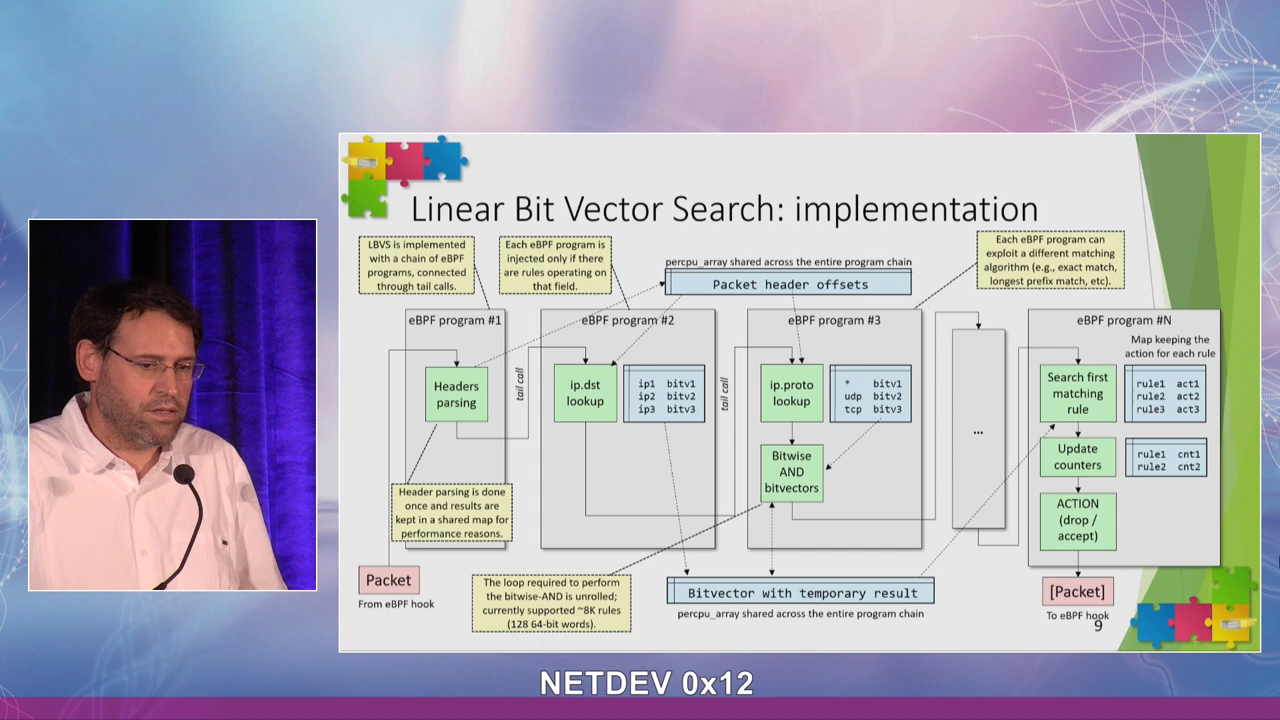 Linear Bit Vector Search: implementation
LBVS is implemented
with a chain of eBPF
programs, connected
through tail calls.
Each eBPF program is
injected only if there
are rules operating on
that field.
percpu_array shared across the entire program chain
Packet header offsets
Each eBPF program can
exploit a different matching
algorithm (e.g., exact match,
longest prefix match, etc).
eBPF program #1
Headers
parsing
tail call
Header parsing is done
once and results are
kept in a shared map for
performance reasons.
Packet
From eBPF hook
eBPF program #2
ip.dst
lookup
ip1 bitv1
ip2 bitv2
ip3 bitv3
tail call
eBPF program #3
ip.proto
lookup
* bitv1
udp bitv2
tcp bitv3
Bitwise
AND
bitvectors
The loop required to perform
the bitwise-AND is unrolled;
currently supported ~8K rules
(128 64-bit words).
Bitvector with temporary result
percpu_array shared across the entire program chain
...
eBPF program #N
Map keeping the
action for each rule
Search first
matching
rule
rule1 act1
rule2 act2
rule3 act3
Update
counters
rule1 cnt1
rule2 cnt2
ACTION
(drop /
accept)
[Packet]
To eBPF hook
9
NETDEV 0x12